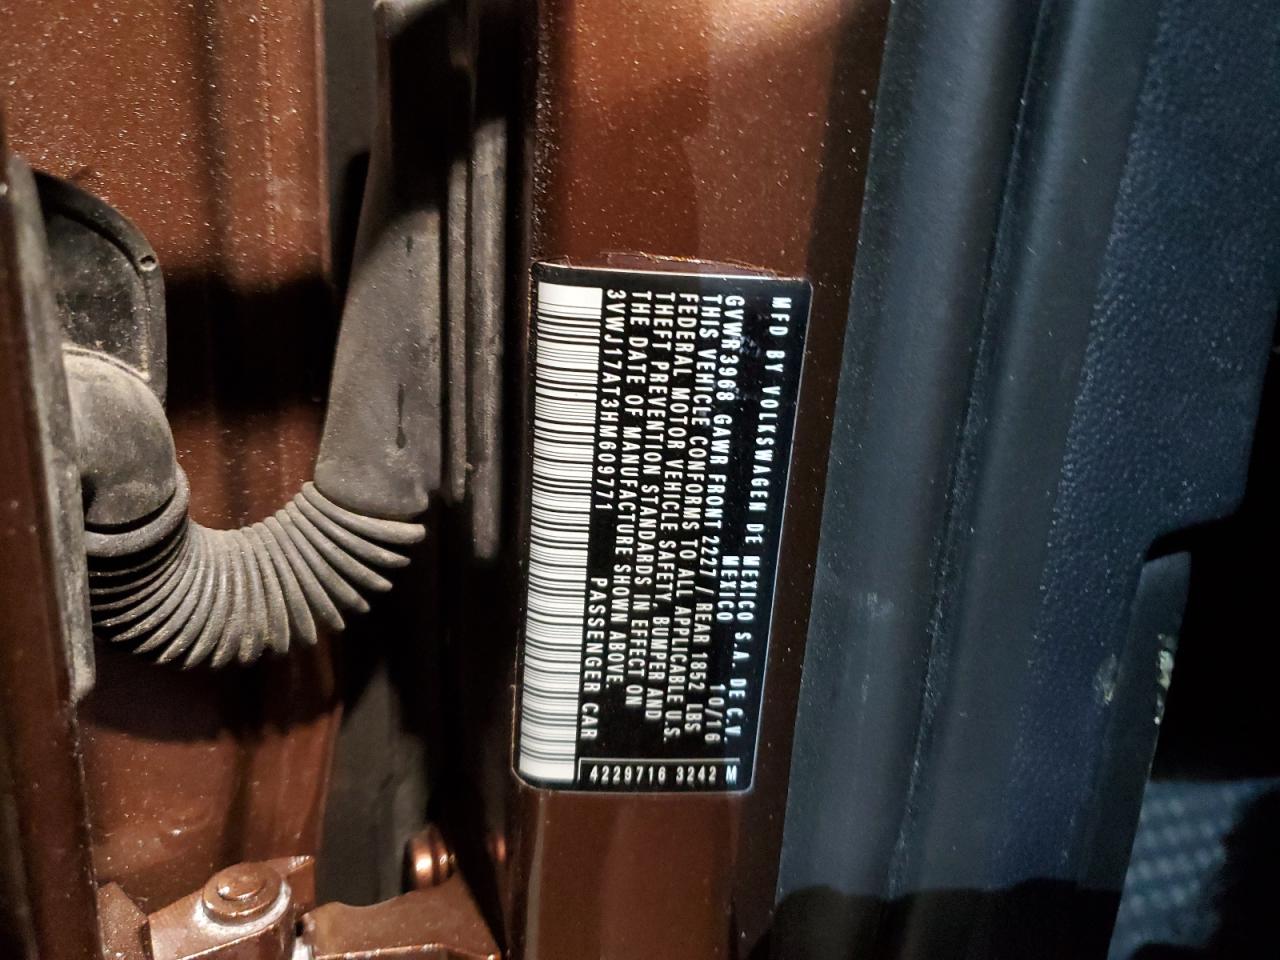 MFD BY VOLKSWAGEN DE MEXICO S.A. DE C.V.
MEXICO 10/16
GVWR 3968 GAWR FRONT 2227 / REAR 1852 LBS
THIS VEHICLE CONFORMS TO ALL APPLICABLE U.S.
FEDERAL MOTOR VEHICLE SAFETY, BUMPER AND
THEFT PREVENTION STANDARDS IN EFFECT ON
THE DATE OF MANUFACTURE SHOWN ABOVE.
3VWJ17AT3HM609771 PASSENGER CAR
4229716 3242 M